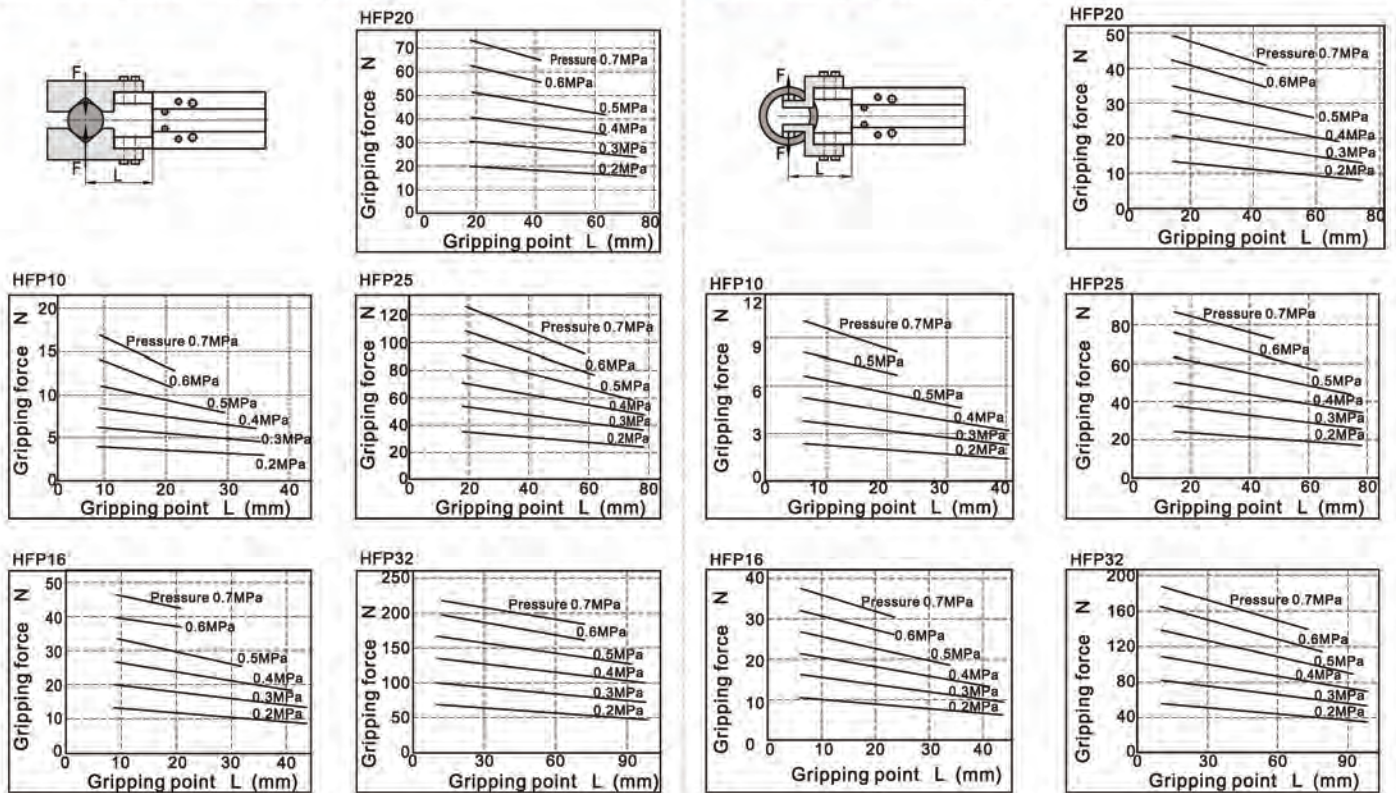 HFP20
F
F
L
Gripping force N
70
60
50
40
30
20
10
0
Pressure 0.7MPa
0.6MPa
0.5MPa
0.4MPa
0.3MPa
0.2MPa
0 20 40 60 80
Gripping point L (mm)
HFP20
F
F
L
Gripping force N
50
40
30
20
10
0
Pressure 0.7MPa
0.6MPa
0.5MPa
0.4MPa
0.3MPa
0.2MPa
0 20 40 60 80
Gripping point L (mm)
HFP10
Gripping force N
20
15
10
5
0
Pressure 0.7MPa
0.6MPa
0.5MPa
0.4MPa
0.3MPa
0.2MPa
0 10 20 30 40
Gripping point L (mm)
HFP25
Gripping force N
120
100
80
60
40
20
0
Pressure 0.7MPa
0.6MPa
0.5MPa
0.4MPa
0.3MPa
0.2MPa
0 20 40 60 80
Gripping point L (mm)
HFP10
Gripping force N
12
9
6
3
0
Pressure 0.7MPa
0.5MPa
0.5MPa
0.4MPa
0.3MPa
0.2MPa
0 10 20 30 40
Gripping point L (mm)
HFP25
Gripping force N
80
60
40
20
0
Pressure 0.7MPa
0.6MPa
0.5MPa
0.4MPa
0.3MPa
0.2MPa
0 20 40 60 80
Gripping point L (mm)
HFP16
Gripping force N
50
40
30
20
10
0
Pressure 0.7MPa
0.6MPa
0.5MPa
0.4MPa
0.3MPa
0.2MPa
0 10 20 30 40
Gripping point L (mm)
HFP32
Gripping force N
250
200
150
100
50
0
Pressure 0.7MPa
0.6MPa
0.5MPa
0.4MPa
0.3MPa
0.2MPa
0 30 60 90
Gripping point L (mm)
HFP16
Gripping force N
40
30
20
10
0
Pressure 0.7MPa
0.6MPa
0.5MPa
0.4MPa
0.3MPa
0.2MPa
0 10 20 30 40
Gripping point L (mm)
HFP32
Gripping force N
200
160
120
80
40
0
Pressure 0.7MPa
0.6MPa
0.5MPa
0.4MPa
0.3MPa
0.2MPa
0 30 60 90
Gripping point L (mm)